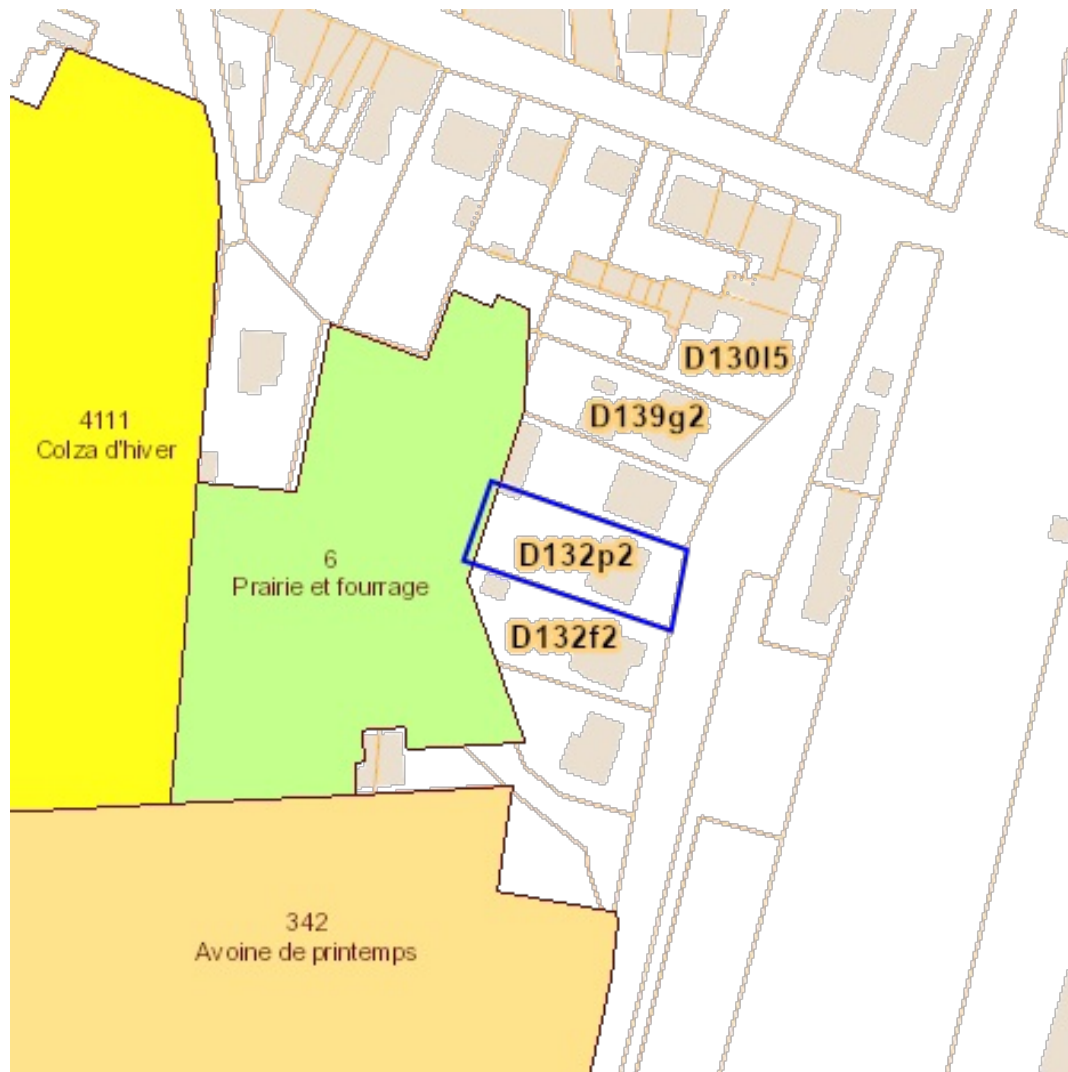 D130l5
D139g2
4111
Colza d'hiver
D132p2
6
Prairie et fourrage
D132f2
342
Avoine de printemps